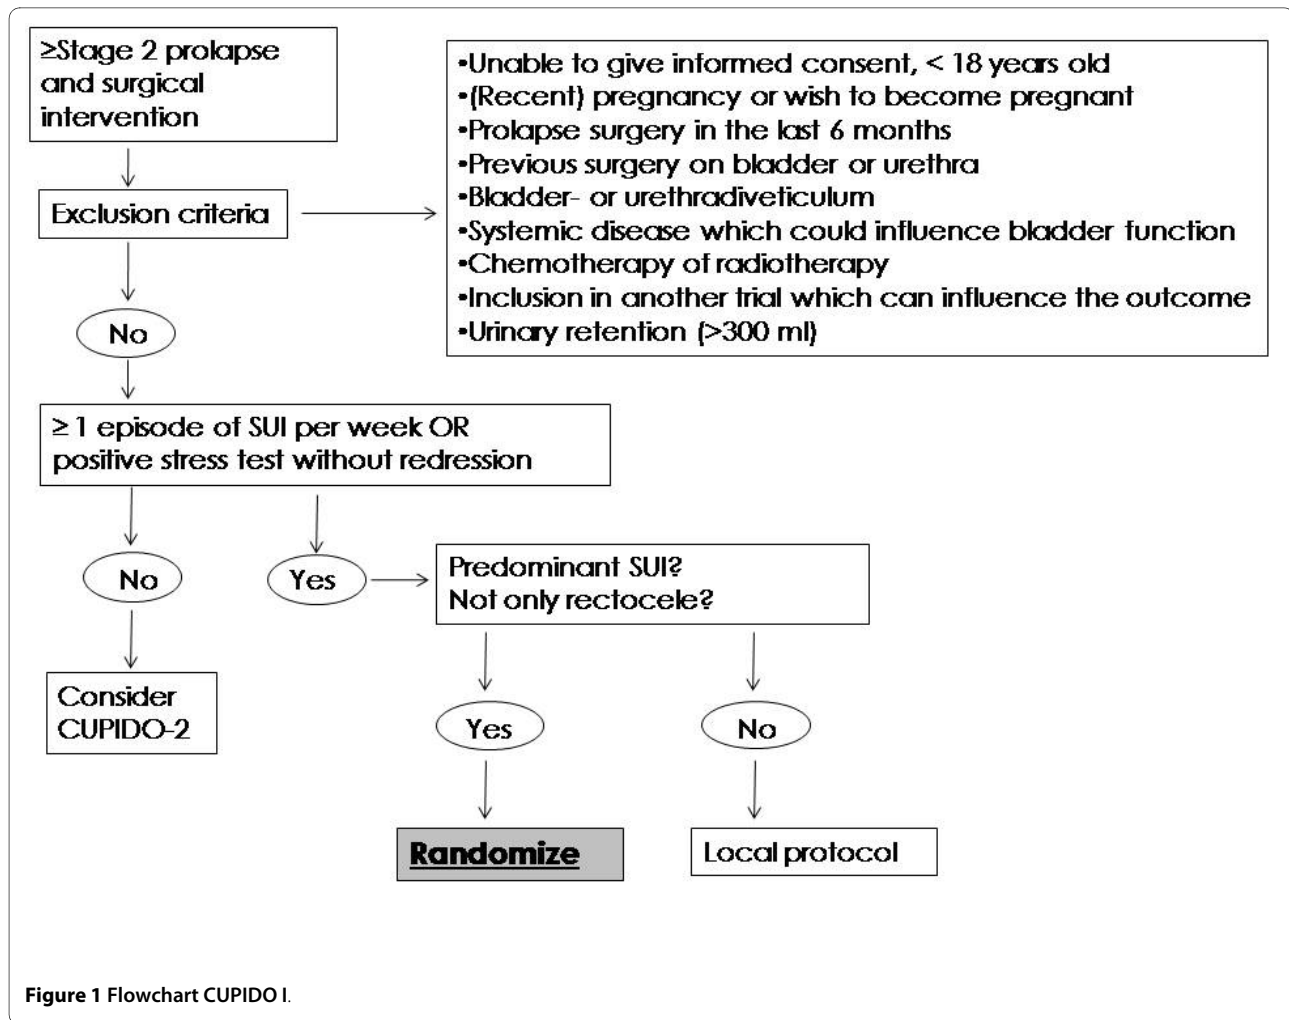 ≥Stage 2 prolapse
and surgical
intervention
•Unable to give informed consent, < 18 years old
•(Recent) pregnancy or wish to become pregnant
•Prolapse surgery in the last 6 months
•Previous surgery on bladder or urethra
•Bladder- or urethradiveticulum
•Systemic disease which could influence bladder function
•Chemotherapy of radiotherapy
•Inclusion in another trial which can influence the outcome
•Urinary retention (>300 ml)
Exclusion criteria
No
≥ 1 episode of SUI per week OR
positive stress test without redression
No
Yes
Predominant SUI?
Not only rectocele?
Consider
CUPIDO-2
Yes
No
Randomize
Local protocol
Figure 1 Flowchart CUPIDO I.